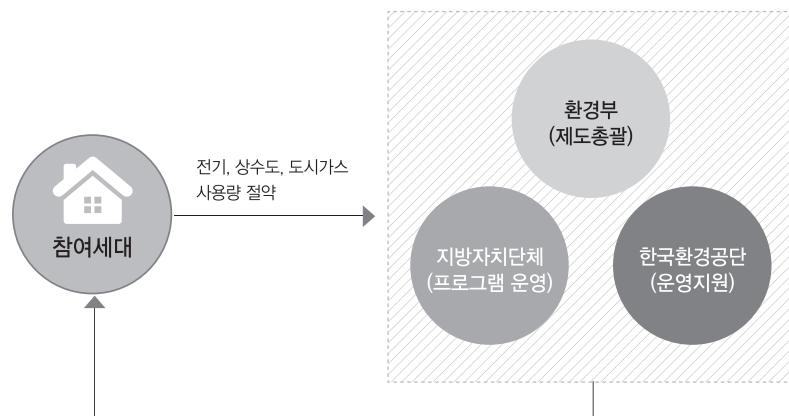 환경부
(제도총괄)
전기, 상수도, 도시가스
사용량 절약
참여세대
지방자치단체
(프로그램 운영)
한국환경공단
(운영지원)